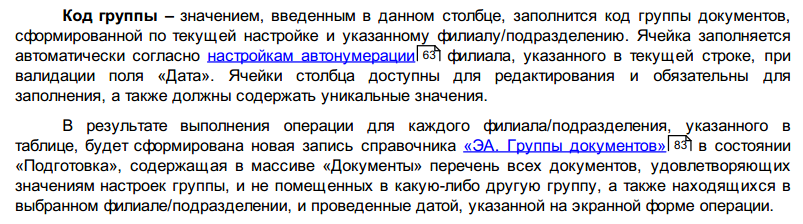 Код группы – значением, введенным в данном столбце, заполнится код группы документов,
сформированной по текущей настройке и указанному филиалу/подразделению. Ячейка заполняется
автоматически согласно настройкам автонумерации 63 филиала, указанного в текущей строке, при
валидации поля «Дата». Ячейки столбца доступны для редактирования и обязательны для
заполнения, а также должны содержать уникальные значения.
В результате выполнения операции для каждого филиала/подразделения, указанного в
таблице, будет сформирована новая запись справочника «ЭА. Группы документов» 83 в состоянии
«Подготовка», содержащая в массиве «Документы» перечень всех документов, удовлетворяющих
значениям настроек группы, и не помещенных в какую-либо другую группу, а также находящихся в
выбранном филиале/подразделении, и проведенные датой, указанной на экранной форме операции.